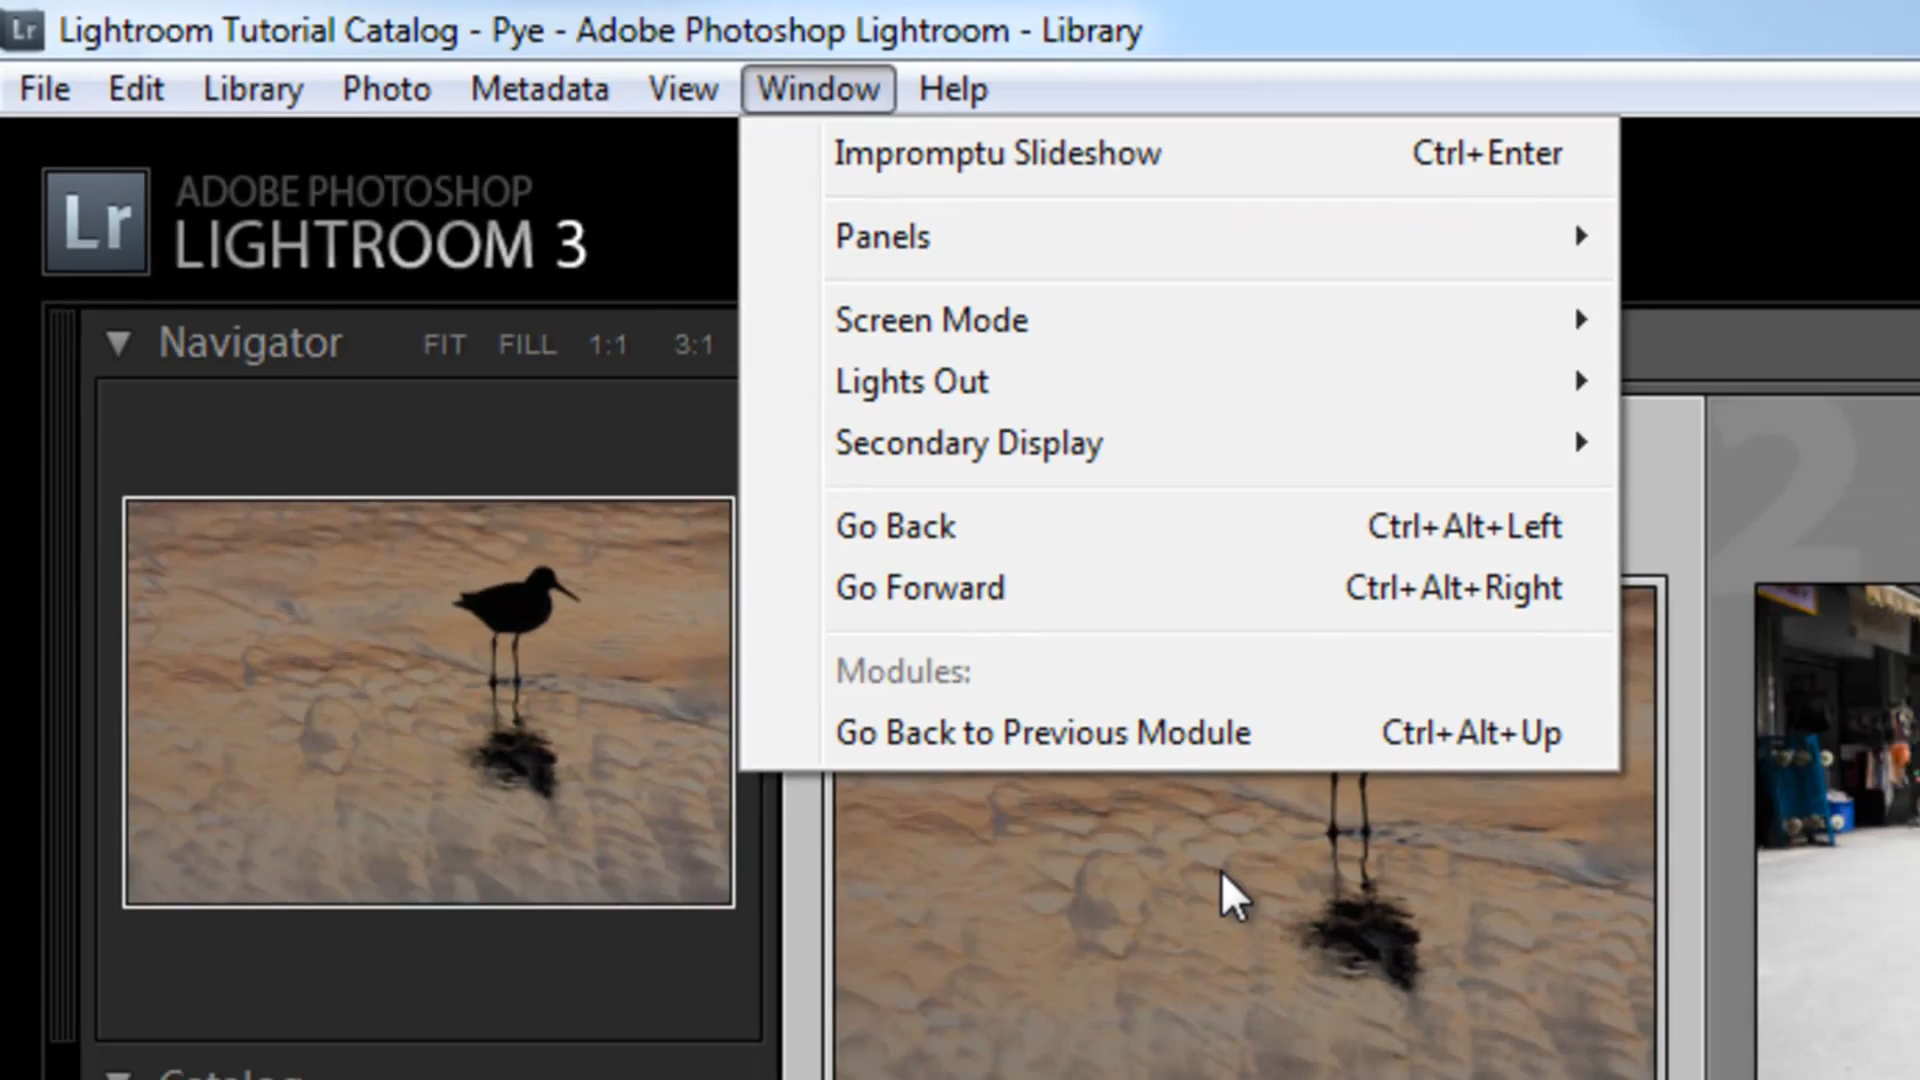 Lr Lightroom Tutorial Catalog - Pye - Adobe Photoshop Lightroom - Library
File Edit Library Photo Metadata View Window Help
Lr ADOBE PHOTOSHOP
LIGHTROOM 3
Navigator FIT FILL 1:1 3:1
Impromptu Slideshow Ctrl+Enter
Panels
Screen Mode
Lights Out
Secondary Display
Go Back Ctrl+Alt+Left
Go Forward Ctrl+Alt+Right
Modules:
Go Back to Previous Module Ctrl+Alt+Up
2
Catalog